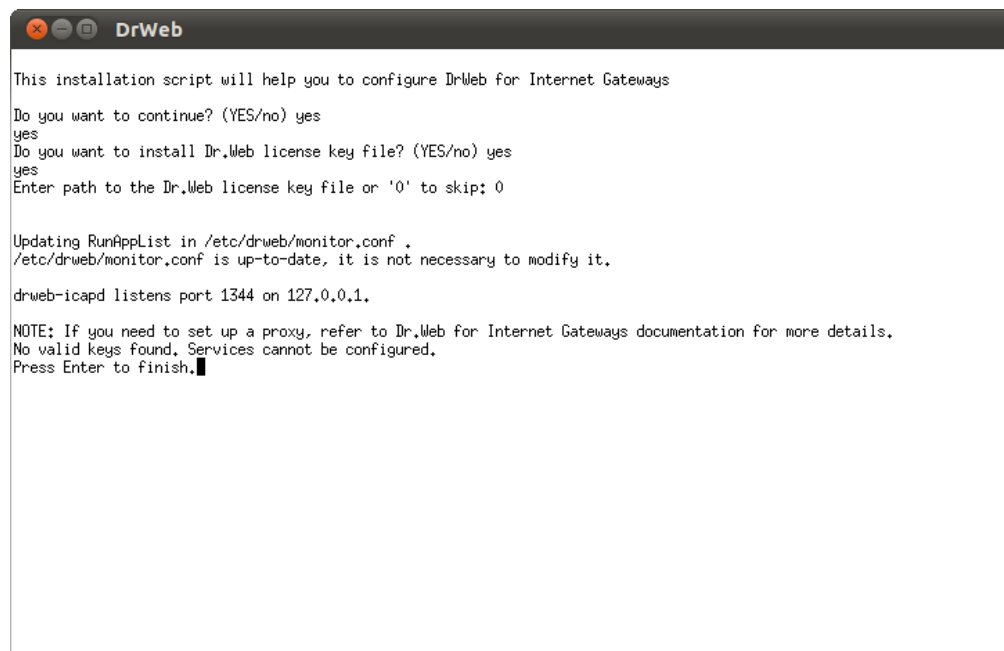 DrWeb
This installation script will help you to configure DrWeb for Internet Gateways
Do you want to continue? (YES/no) yes
yes
Do you want to install Dr.Web license key file? (YES/no) yes
yes
Enter path to the Dr.Web license key file or '0' to skip: 0
Updating RunAppList in /etc/drweb/monitor.conf .
/etc/drweb/monitor.conf is up-to-date, it is not necessary to modify it.
drweb-icapd listens port 1344 on 127.0.0.1.
NOTE: If you need to set up a proxy, refer to Dr.Web for Internet Gateways documentation for more details.
No valid keys found. Services cannot be configured.
Press Enter to finish.